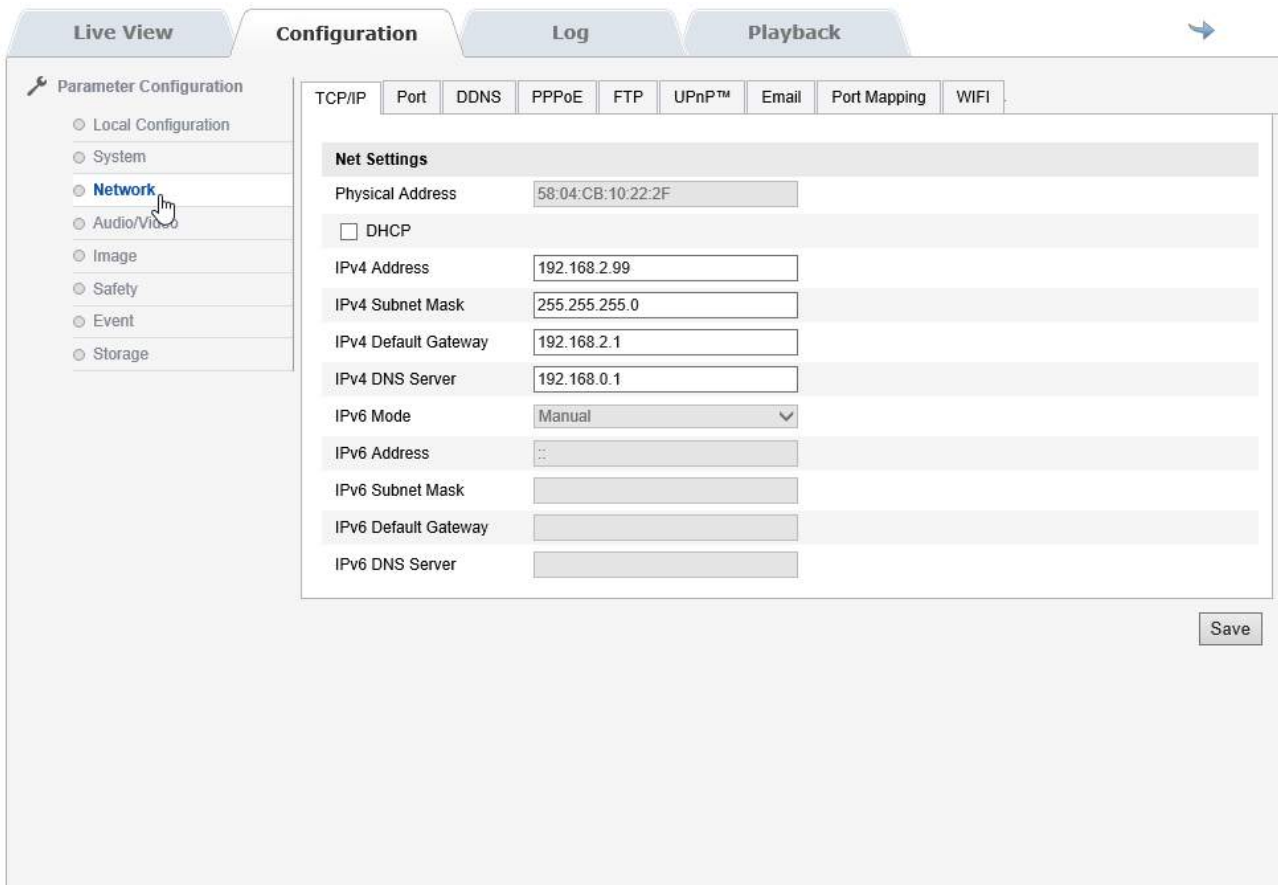 Live View Configuration Log Playback
Parameter Configuration
Local Configuration
System
Network
Audio/Video
Image
Safety
Event
Storage
TCP/IP Port DDNS PPPoE FTP UPnP™ Email Port Mapping WIFI
Net Settings
Physical Address 58:04:CB:10:22:2F
DHCP
IPv4 Address 192.168.2.99
IPv4 Subnet Mask 255.255.255.0
IPv4 Default Gateway 192.168.2.1
IPv4 DNS Server 192.168.0.1
IPv6 Mode Manual
IPv6 Address ::
IPv6 Subnet Mask
IPv6 Default Gateway
IPv6 DNS Server
Save